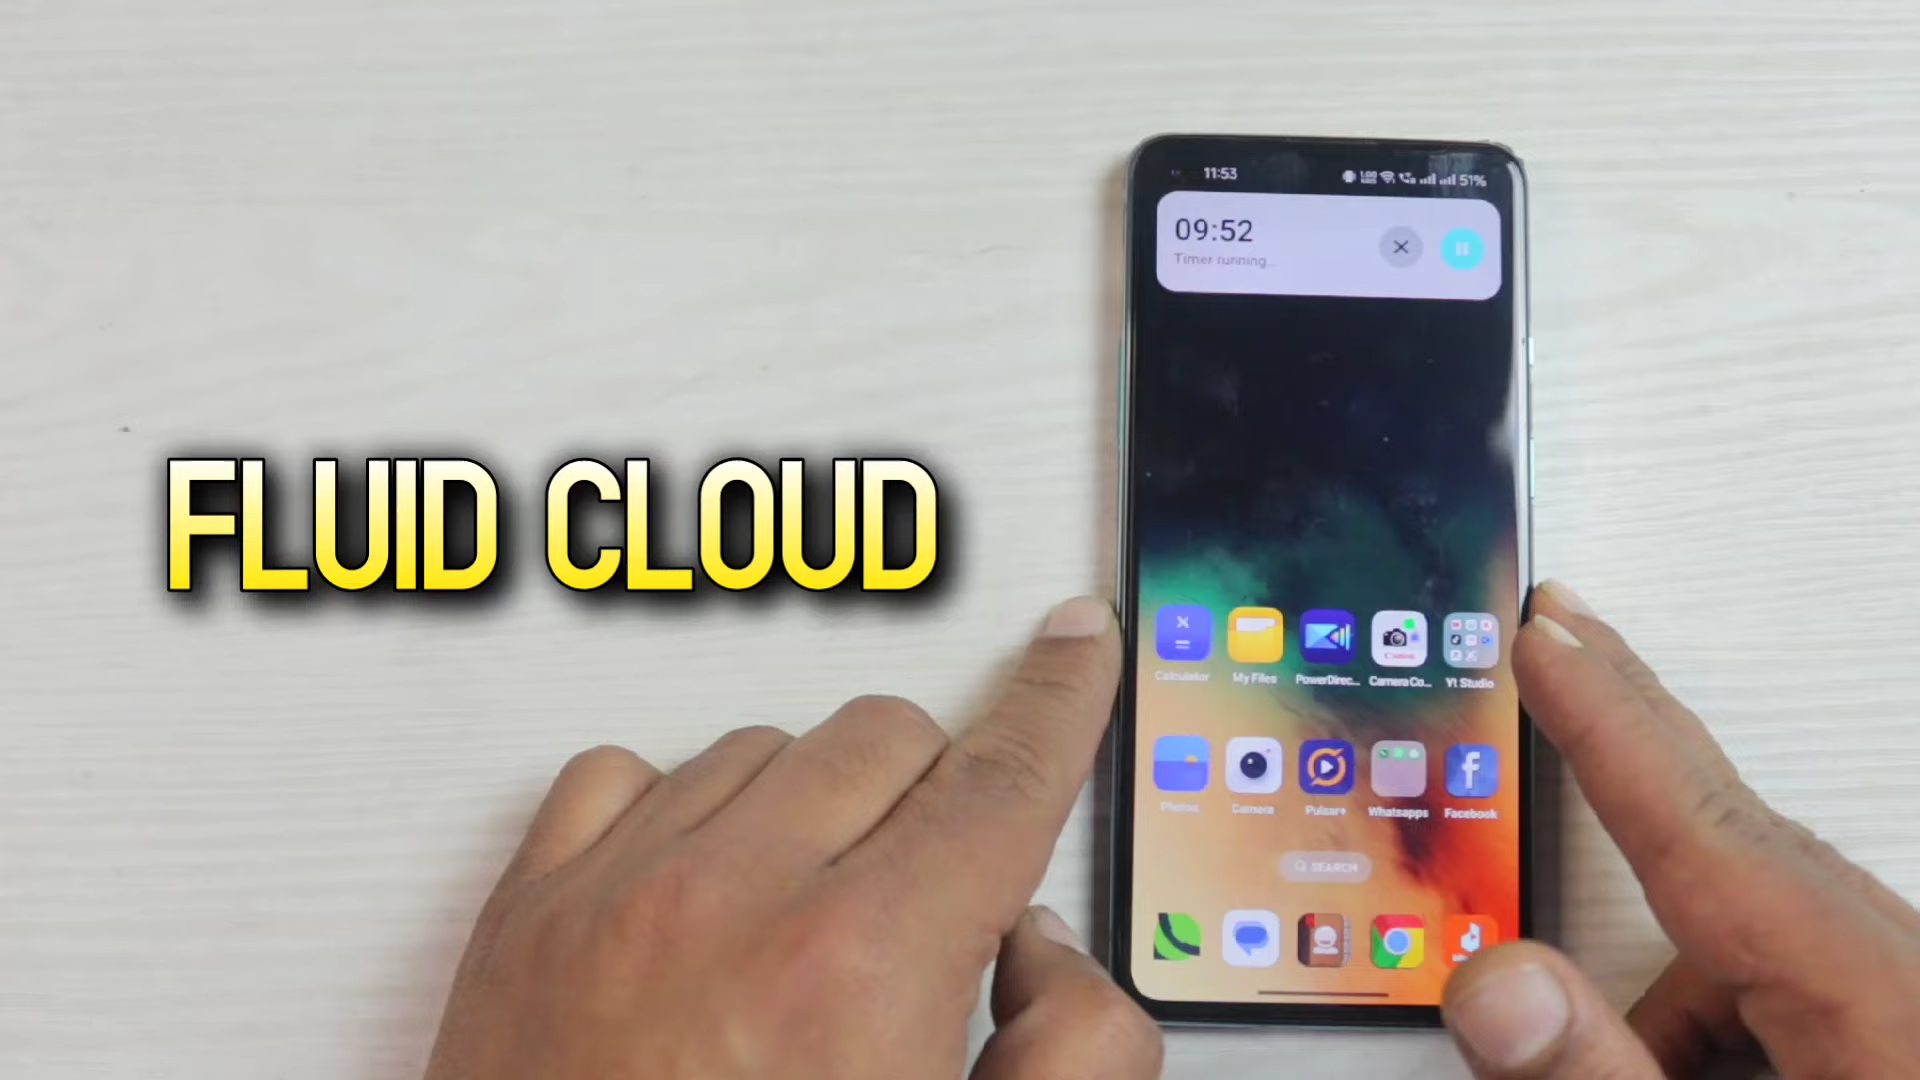 FLUID CLOUD
11:53
51%
09:52
Timer running...
Calculator
My Files
PowerDirec...
Camera Co...
Yt Studio
Photos
Camera
Pulsar+
Whatsapps
Facebook
SEARCH